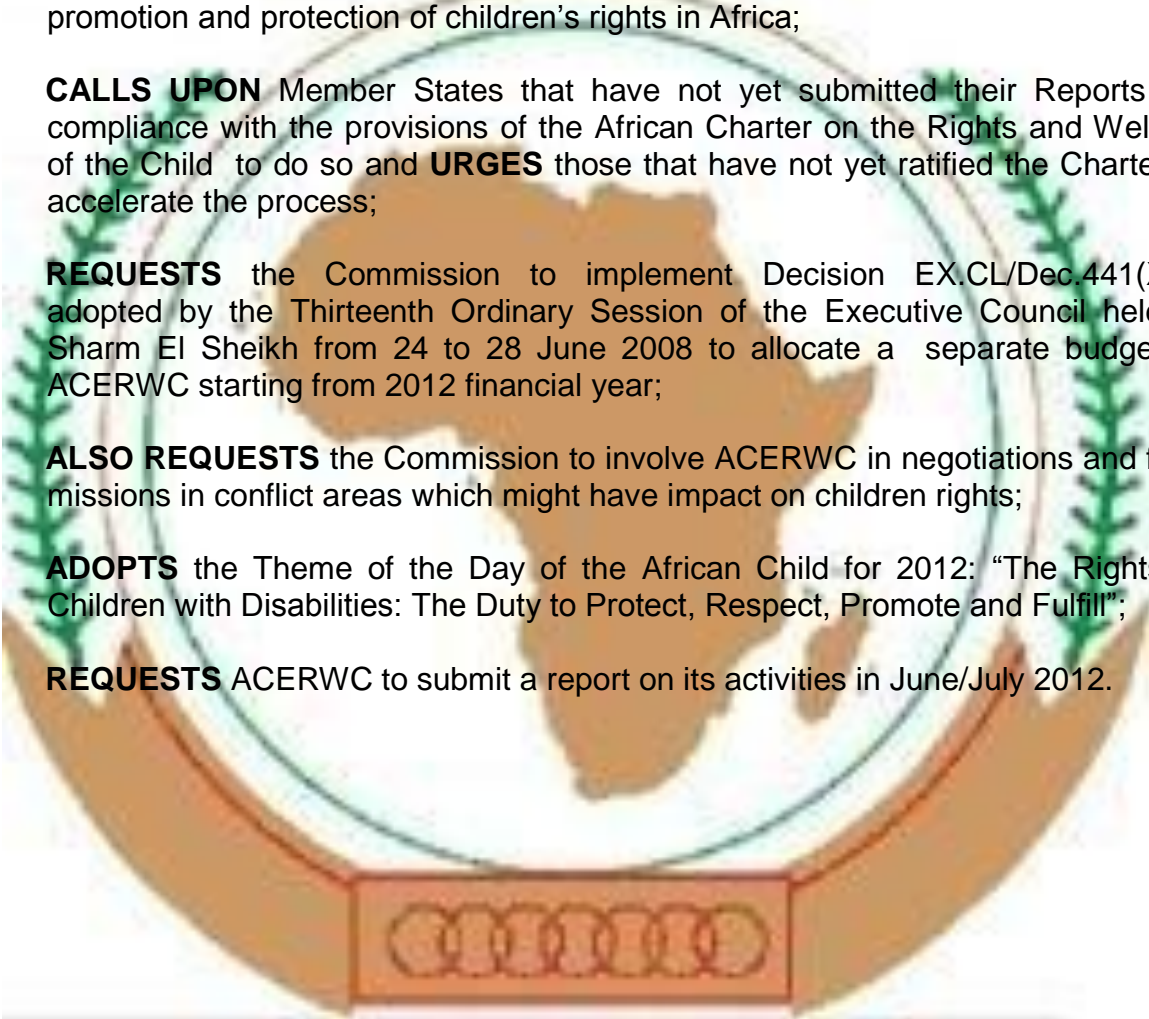 promotion and protection of children's rights in Africa;
CALLS UPON Member States that have not yet submitted their Reports
compliance with the provisions of the African Charter on the Rights and Wel
of the Child to do so and URGES those that have not yet ratified the Charte
accelerate the process;
REQUESTS the Commission to implement Decision EX.CL/Dec.441(
adopted by the Thirteenth Ordinary Session of the Executive Council held
Sharm El Sheikh from 24 to 28 June 2008 to allocate a separate budge
ACERWC starting from 2012 financial year;
ALSO REQUESTS the Commission to involve ACERWC in negotiations and
missions in conflict areas which might have impact on children rights;
ADOPTS the Theme of the Day of the African Child for 2012: “The Rights
Children with Disabilities: The Duty to Protect, Respect, Promote and Fulfill”;
REQUESTS ACERWC to submit a report on its activities in June/July 2012.